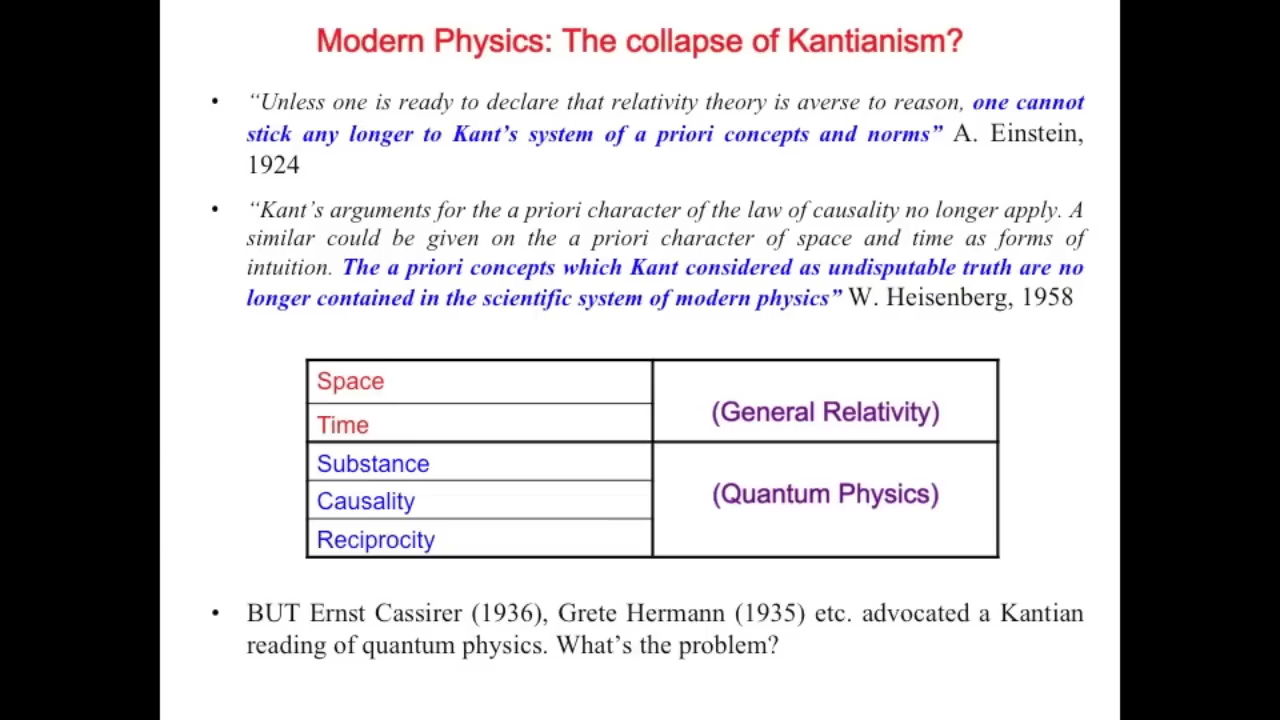 Modern Physics: The collapse of Kantianism?
• “Unless one is ready to declare that relativity theory is averse to reason, one cannot
stick any longer to Kant’s system of a priori concepts and norms” A. Einstein,
1924
• “Kant’s arguments for the a priori character of the law of causality no longer apply. A
similar could be given on the a priori character of space and time as forms of
intuition. The a priori concepts which Kant considered as undisputable truth are no
longer contained in the scientific system of modern physics” W. Heisenberg, 1958
Space
Time
(General Relativity)
Substance
Causality
Reciprocity
(Quantum Physics)
• BUT Ernst Cassirer (1936), Grete Hermann (1935) etc. advocated a Kantian
reading of quantum physics. What’s the problem?